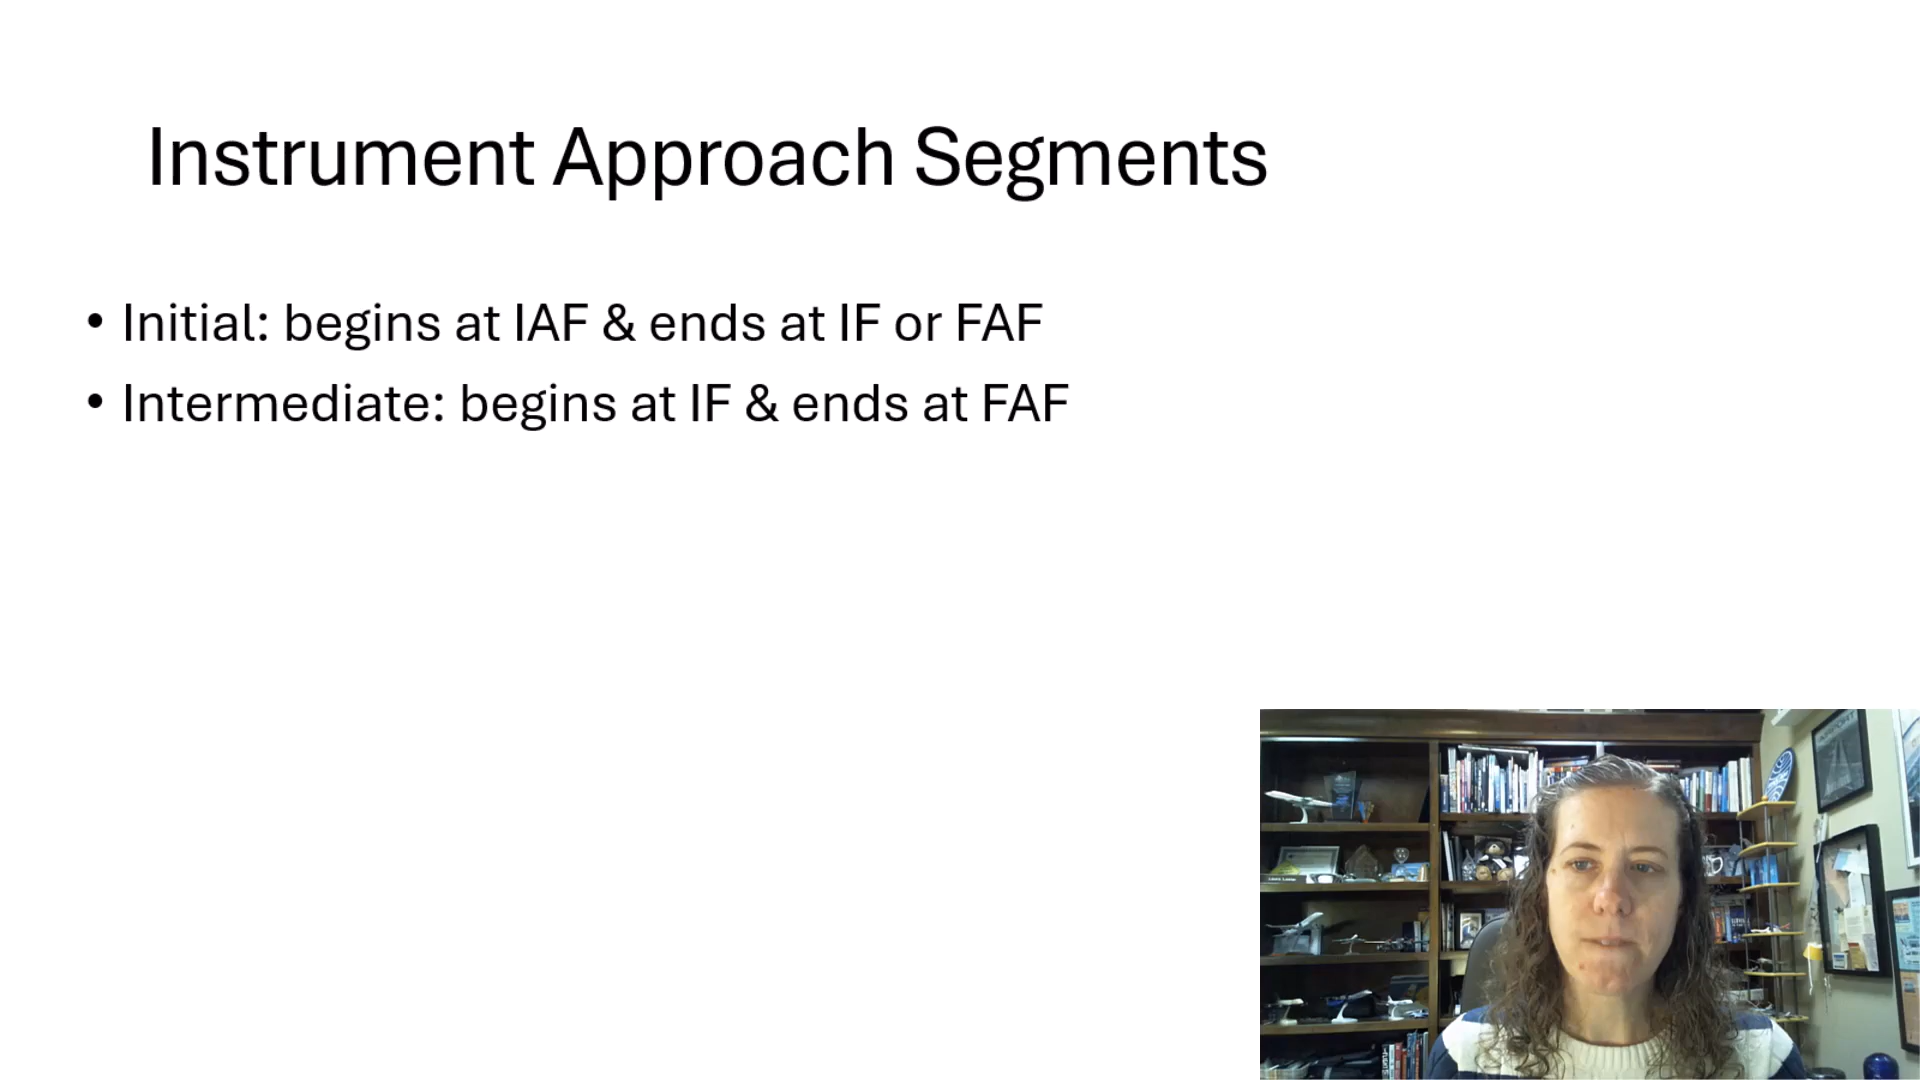 Instrument Approach Segments
• Initial: begins at IAF & ends at IF or FAF
• Intermediate: begins at IF & ends at FAF